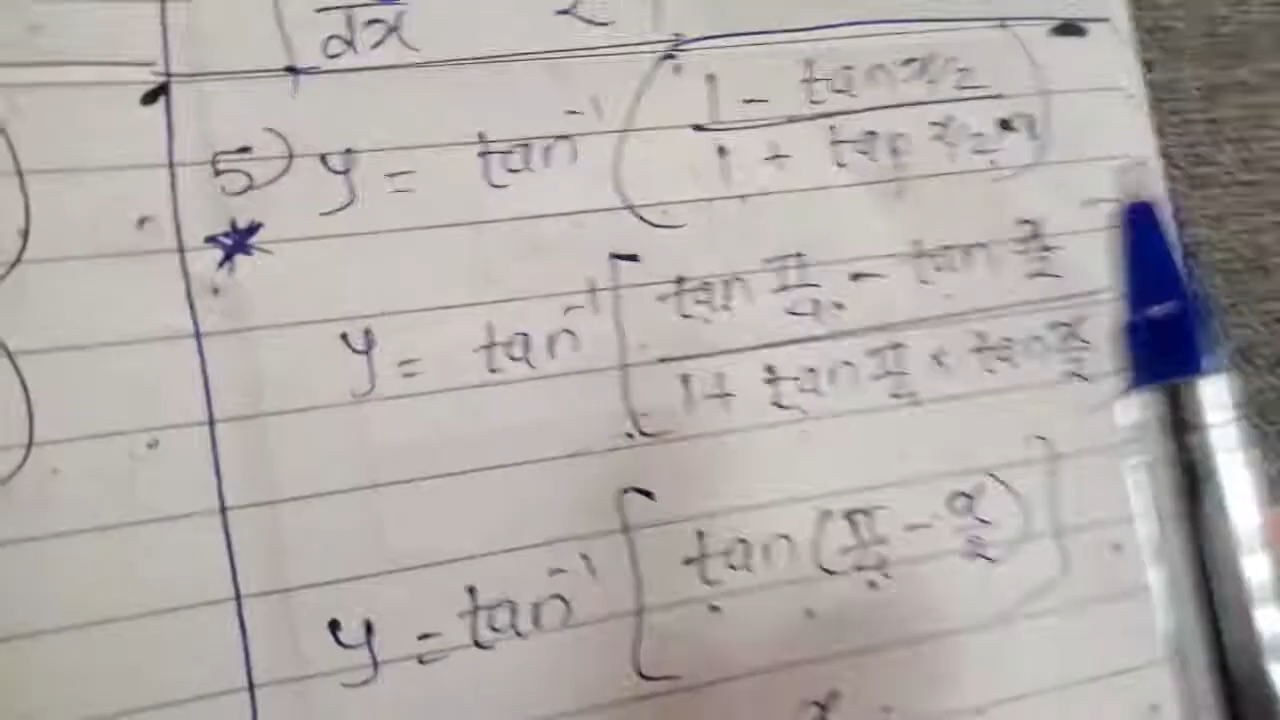 dx 2
5) y = tan⁻¹ ( (1 - tan x/2) / (1 + tan x/2) )
y = tan⁻¹ [ (tan π/4 - tan x/2) / (1 + tan π/4 × tan x/2)
y = tan⁻¹ [ tan (π/4 - x/2) ]
x